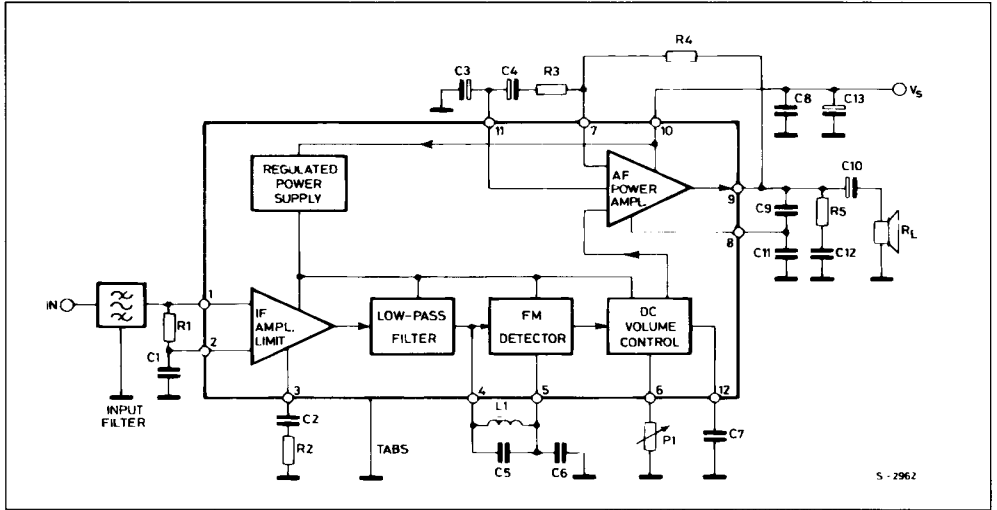 R4
C3
C4
R3
C8
C13
Vs
11
7
10
REGULATED
POWER
SUPPLY
AF
POWER
AMPL.
9
C10
C9
R5
RL
8
C11
C12
IN
1
R1
2
C1
IF
AMPL.
LIMIT
LOW-PASS
FILTER
FM
DETECTOR
DC
VOLUME
CONTROL
3
4
5
6
12
INPUT
FILTER
C2
R2
TABS
L1
C5
C6
P1
C7
S - 2962